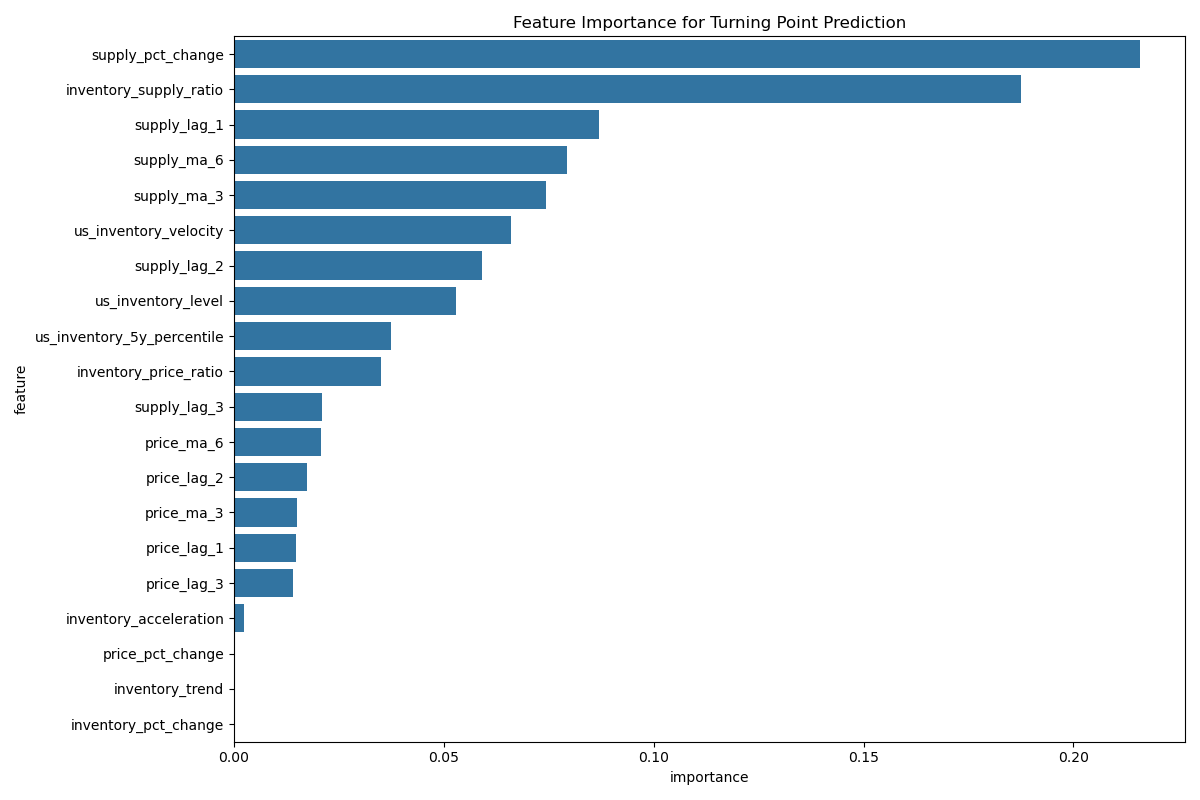 Feature Importance for Turning Point Prediction
supply_pct_change
inventory_supply_ratio
supply_lag_1
supply_ma_6
supply_ma_3
us_inventory_velocity
supply_lag_2
us_inventory_level
us_inventory_5y_percentile
inventory_price_ratio
supply_lag_3
price_ma_6
price_lag_2
price_ma_3
price_lag_1
price_lag_3
inventory_acceleration
price_pct_change
inventory_trend
inventory_pct_change
feature
0.00 0.05 0.10 0.15 0.20
importance